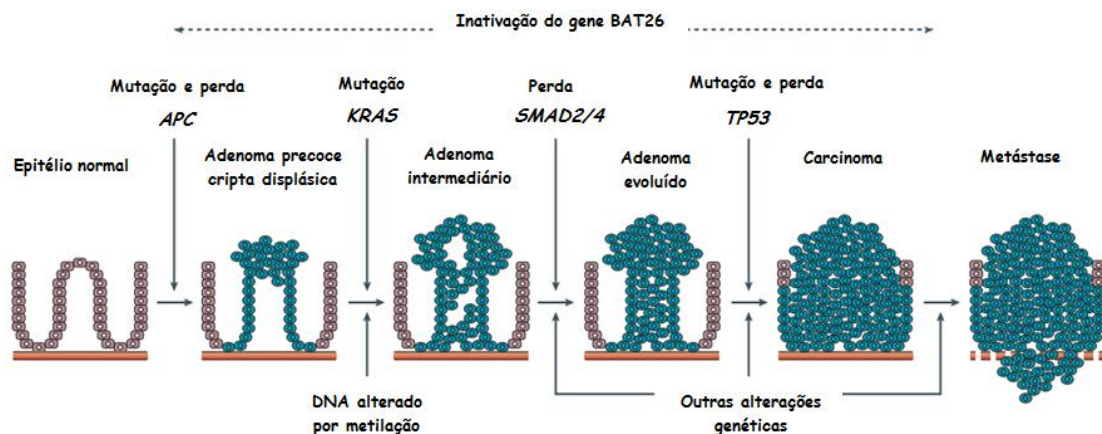 Inativação do gene BAT26
Mutação e perda
APC
Mutação
KRAS
Perda
SMAD2/4
Mutação e perda
TP53
Epitélio normal
Adenoma precoce
cripta displásica
Adenoma
intermediário
Adenoma
evoluído
Carcinoma
Metástase
DNA alterado
por metilação
Outras alterações
genéticas